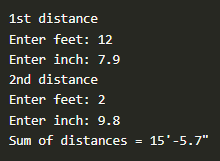 1st distance
Enter feet: 12
Enter inch: 7.9
2nd distance
Enter feet: 2
Enter inch: 9.8
Sum of distances = 15'-5.7"